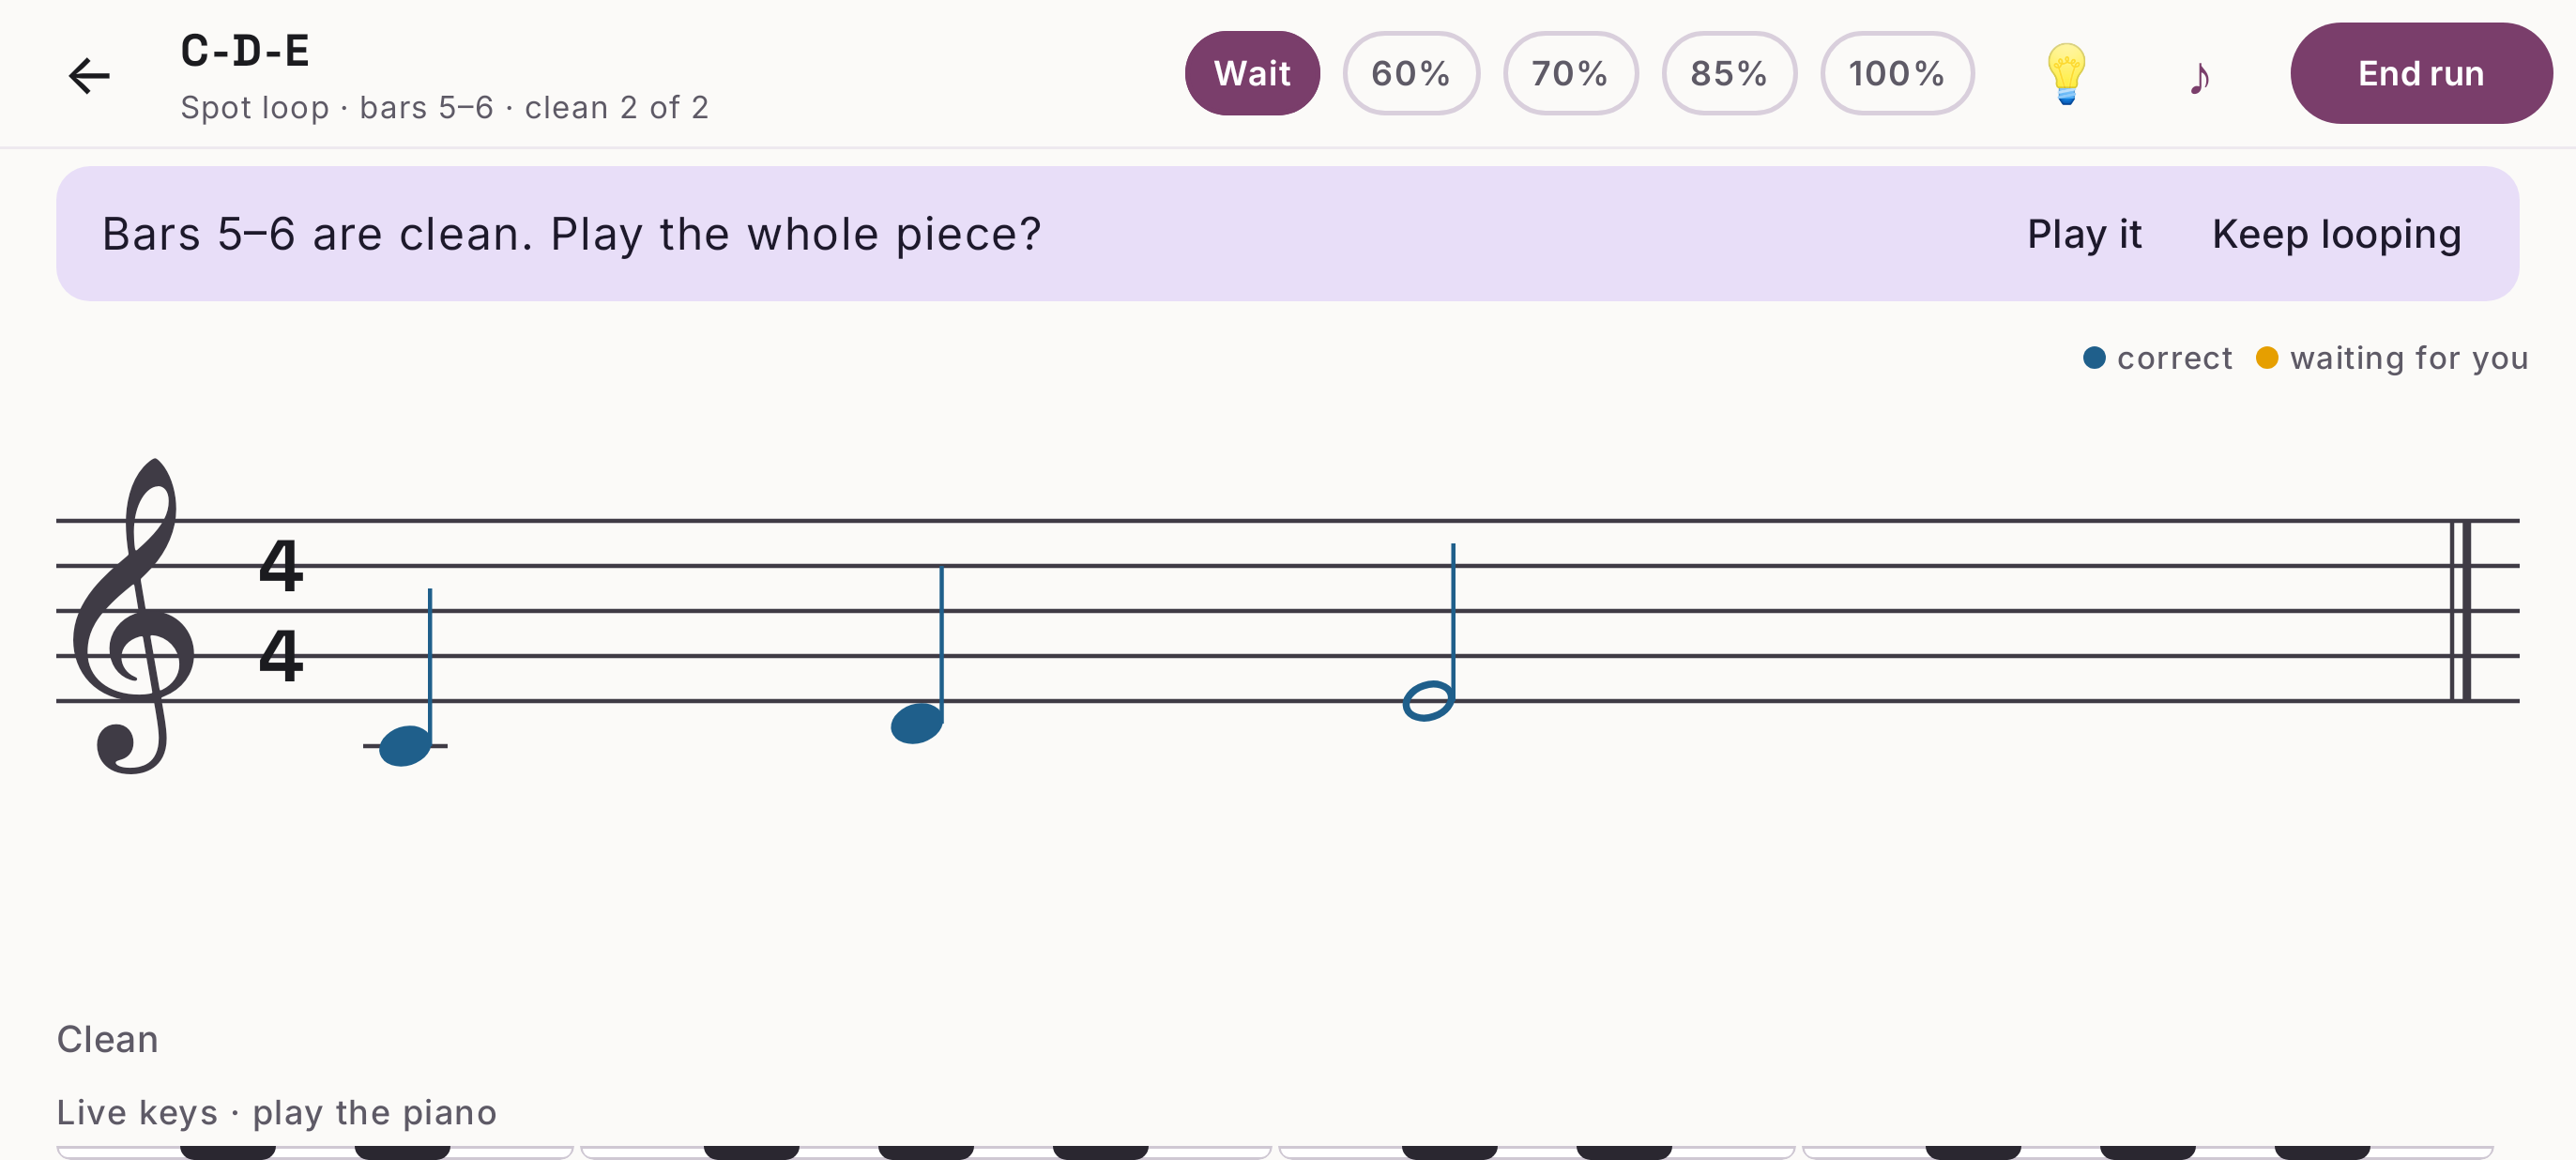 C-D-E
Spot loop · bars 5–6 · clean 2 of 2
Wait 60% 70% 85% 100% End run
Bars 5–6 are clean. Play the whole piece? Play it Keep looping
correct waiting for you
4
4
Clean
Live keys · play the piano